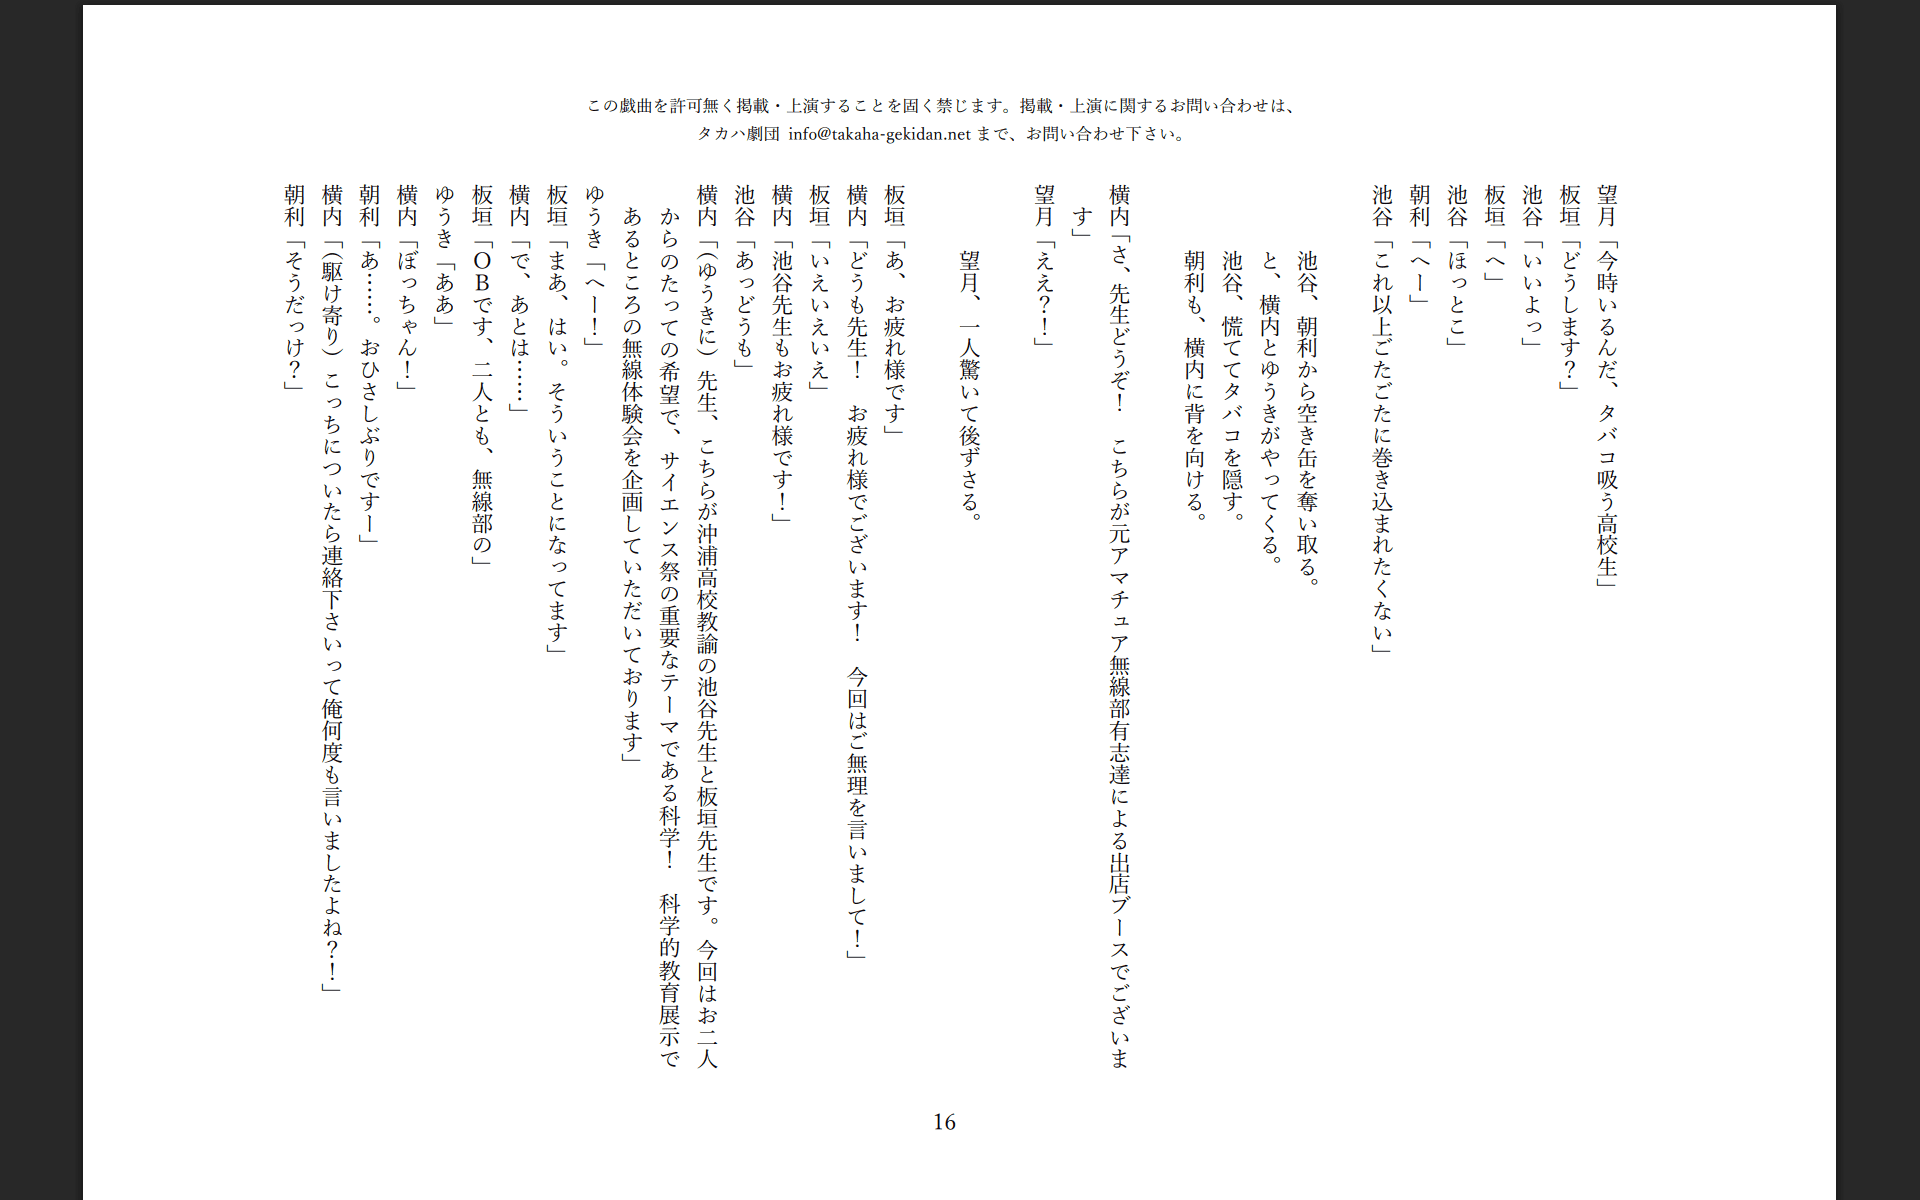 この戯曲を許可無く掲載・上演することを固く禁じます。掲載・上演に関するお問い合わせは、
タカハ劇団 info@takaha-gekidan.net まで、お問い合わせ下さい。
望月「今時いるんだ、タバコ吸う高校生」
板垣「どうします？」
池谷「いいよっ」
板垣「へ」
池谷「ほっとこ」
朝利「へー」
池谷「これ以上ごたごたに巻き込まれたくない」
池谷、朝利から空き缶を奪い取る。
と、横内とゆうきがやってくる。
池谷、慌ててタバコを隠す。
朝利も、横内に背を向ける。
横内「さ、先生どうぞ！　こちらが元アマチュア無線部有志達による出店ブースでございま
す」
望月「ええ？！」
望月、一人驚いて後ずさる。
板垣「あ、お疲れ様です」
横内「どうも先生！　お疲れ様でございます！　今回はご無理を言いまして！」
板垣「いえいえいえ」
横内「池谷先生もお疲れ様です！」
池谷「あっどうも」
横内「（ゆうきに）先生、こちらが沖浦高校教諭の池谷先生と板垣先生です。今回はお二人
からのたっての希望で、サイエンス祭の重要なテーマである科学！　科学的教育展示で
あるところの無線体験会を企画していただいております」
ゆうき「へー！」
板垣「まあ、はい。そういうことになってます」
横内「で、あとは……」
板垣「ＯＢです、二人とも、無線部の」
ゆうき「ああ」
横内「ぼっちゃん！」
朝利「あ……。おひさしぶりですー」
横内「（駆け寄り）こっちについたら連絡下さいって俺何度も言いましたよね？！」
朝利「そうだっけ？」
16